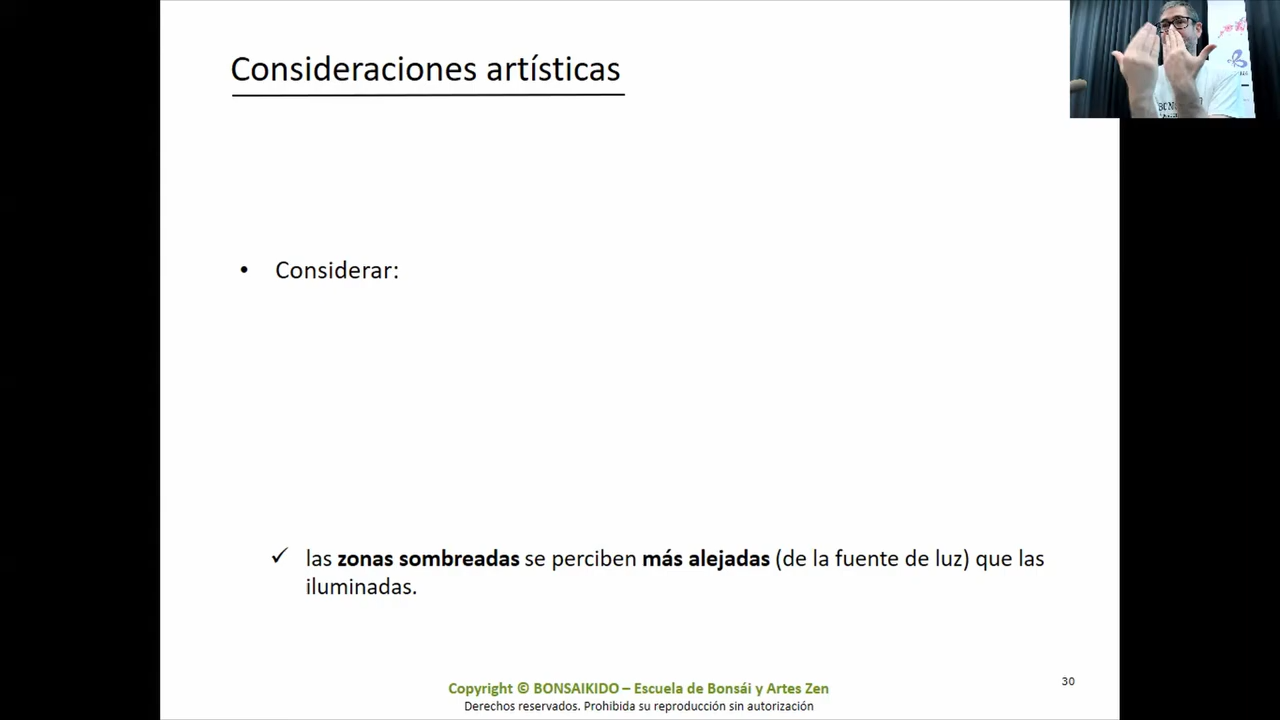 Consideraciones artísticas
• Considerar:
✓ las zonas sombreadas se perciben más alejadas (de la fuente de luz) que las
iluminadas.
30
Copyright © BONSAIKIDO – Escuela de Bonsái y Artes Zen
Derechos reservados. Prohibida su reproducción sin autorización